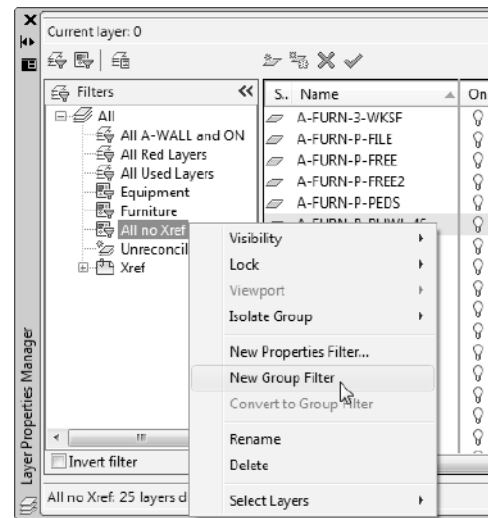 Current layer: 0
Filters
S.. Name On
All
All A-WALL and ON
All Red Layers
All Used Layers
Equipment
Furniture
All no Xref
Unreconcil
Xref
A-FURN-3-WKSF
A-FURN-P-FILE
A-FURN-P-FREE
A-FURN-P-FREE2
A-FURN-P-PEDS
Visibility
Lock
Viewport
Isolate Group
New Properties Filter...
New Group Filter
Convert to Group Filter
Rename
Delete
Select Layers
Invert filter
All no Xref: 25 layers d
Layer Properties Manager